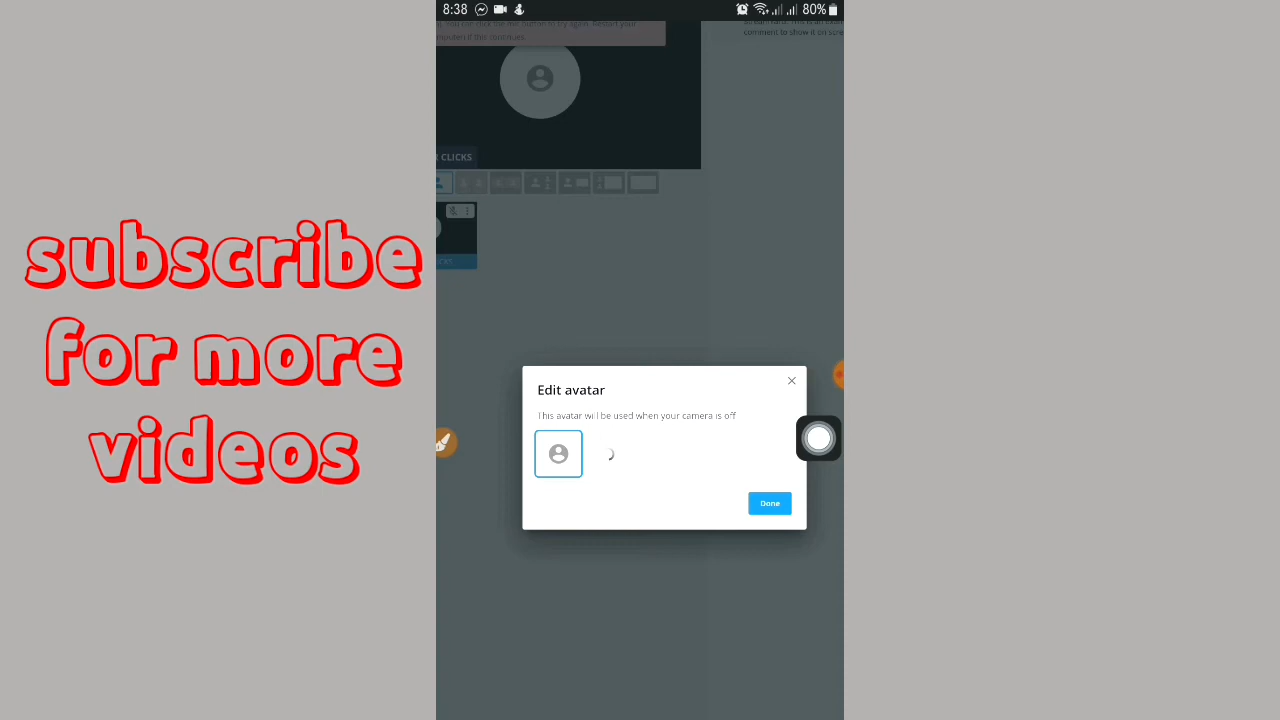 8:38
80%
CLICKS
subscribe
for more
videos
Edit avatar
This avatar will be used when your camera is off
Done